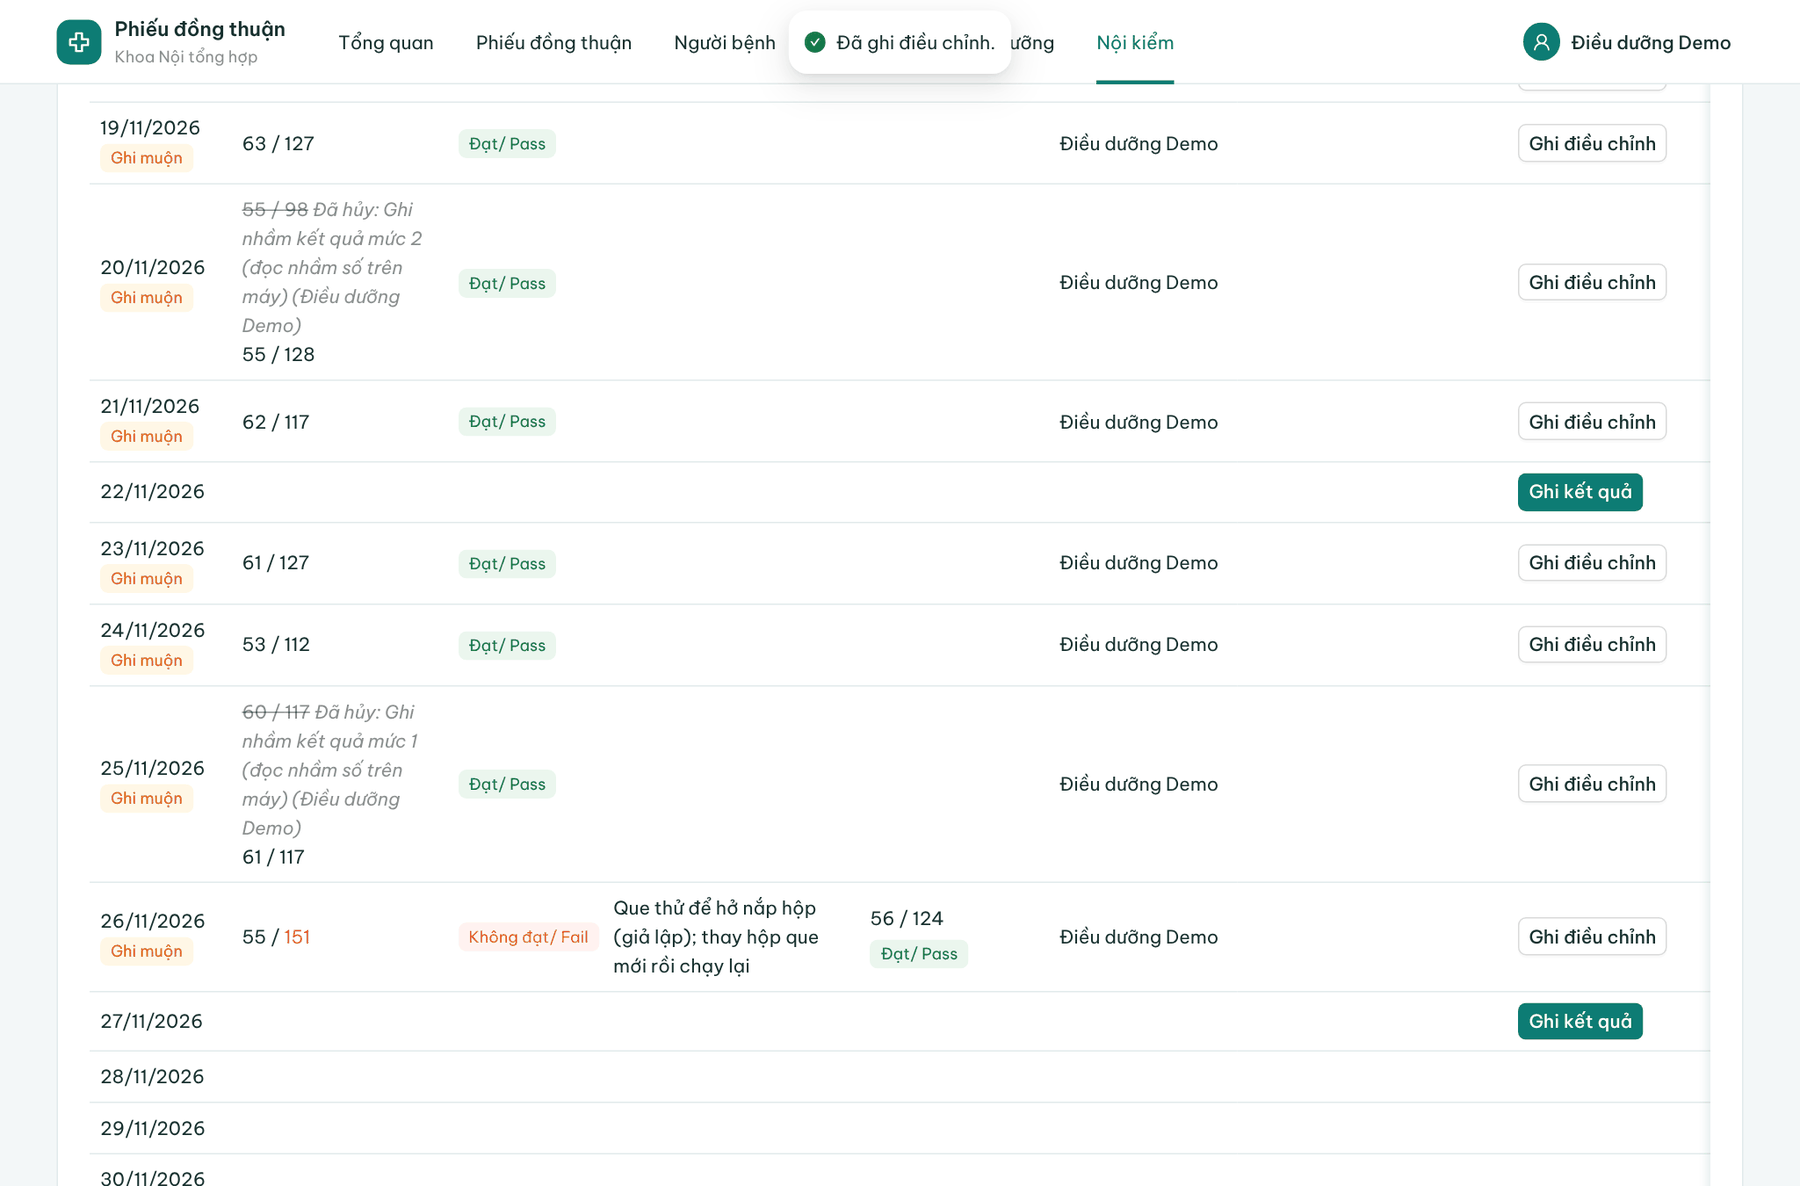 Phiếu đồng thuận
Khoa Nội tổng hợp
Tổng quan
Phiếu đồng thuận
Người bệnh
Đã ghi điều chỉnh.
ưỡng
Nội kiểm
Điều dưỡng Demo
19/11/2026
Ghi muộn
63 / 127
Đạt/ Pass
Điều dưỡng Demo
Ghi điều chỉnh
20/11/2026
Ghi muộn
55 / 98 Đã hủy: Ghi
nhầm kết quả mức 2
(đọc nhầm số trên
máy) (Điều dưỡng
Demo)
55 / 128
Đạt/ Pass
Điều dưỡng Demo
Ghi điều chỉnh
21/11/2026
Ghi muộn
62 / 117
Đạt/ Pass
Điều dưỡng Demo
Ghi điều chỉnh
22/11/2026
Ghi kết quả
23/11/2026
Ghi muộn
61 / 127
Đạt/ Pass
Điều dưỡng Demo
Ghi điều chỉnh
24/11/2026
Ghi muộn
53 / 112
Đạt/ Pass
Điều dưỡng Demo
Ghi điều chỉnh
25/11/2026
Ghi muộn
60 / 117 Đã hủy: Ghi
nhầm kết quả mức 1
(đọc nhầm số trên
máy) (Điều dưỡng
Demo)
61 / 117
Đạt/ Pass
Điều dưỡng Demo
Ghi điều chỉnh
26/11/2026
Ghi muộn
55 / 151
Không đạt/ Fail
Que thử để hở nắp hộp
(giả lập); thay hộp que
mới rồi chạy lại
56 / 124
Đạt/ Pass
Điều dưỡng Demo
Ghi điều chỉnh
27/11/2026
Ghi kết quả
28/11/2026
29/11/2026
30/11/2026